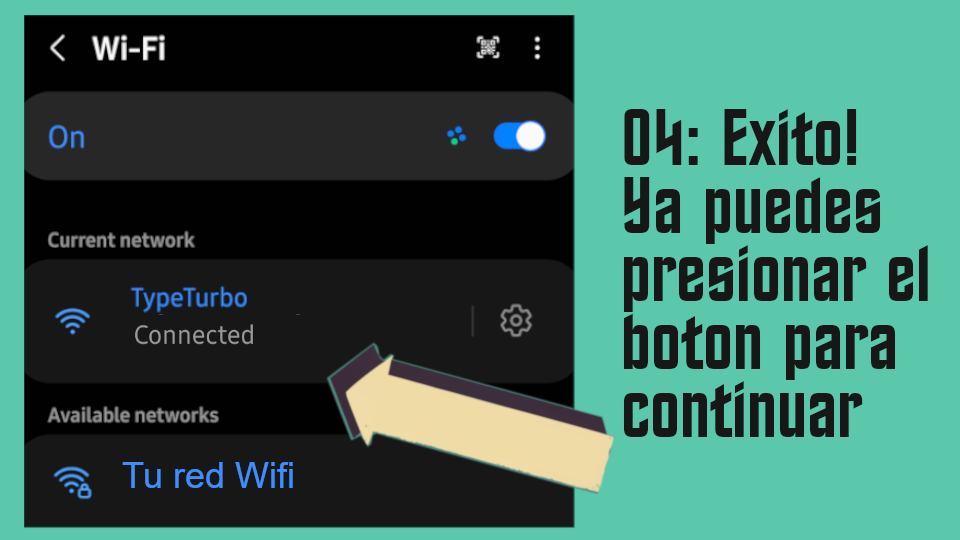 Wi-Fi
On
Current network
TypeTurbo
Connected
Available networks
Tu red Wifi
04: Exito!
Ya puedes
presionar el
boton para
continuar